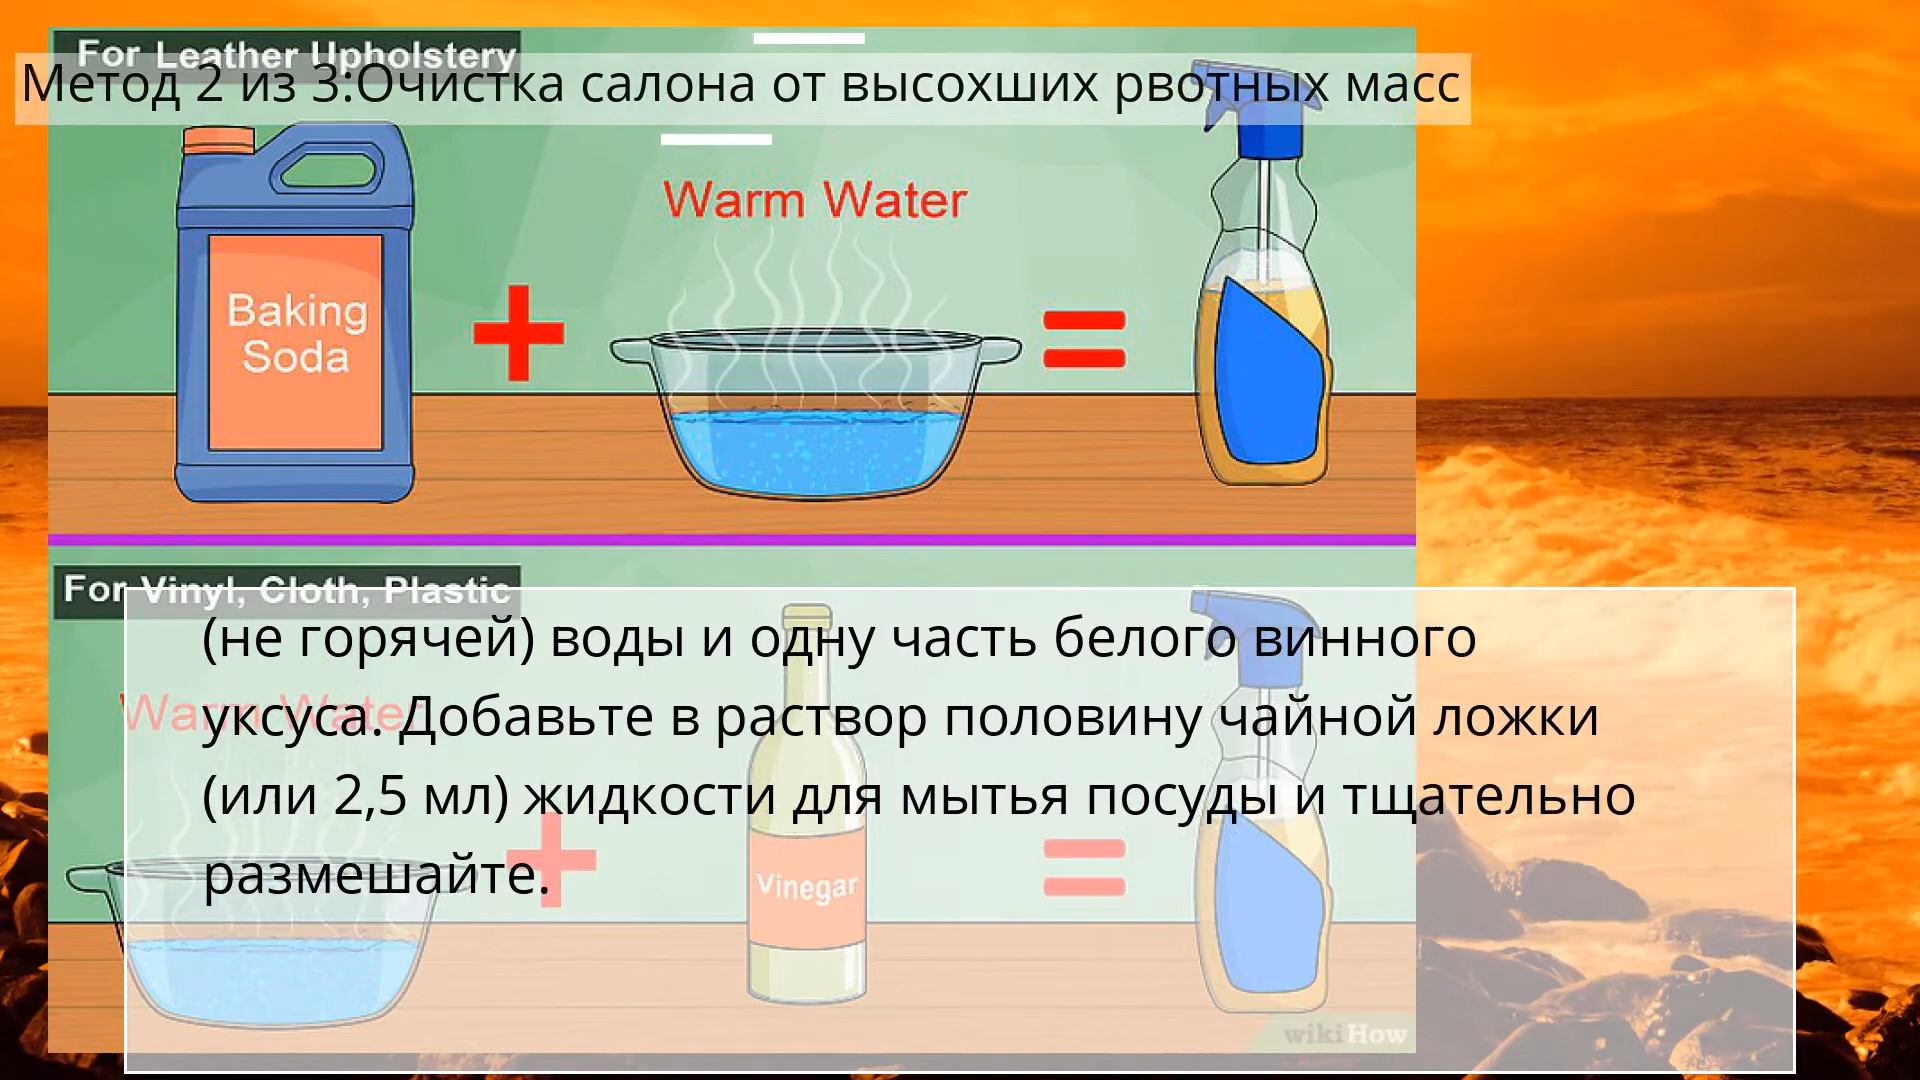 For Leather Upholstery
Метод 2 из 3:Очистка салона от высохших рвотных масс
Warm Water
Baking
Soda
For Vinyl, Cloth, Plastic
(не горячей) воды и одну часть белого винного
Warm Water
уксуса. Добавьте в раствор половину чайной ложки
(или 2,5 мл) жидкости для мытья посуды и тщательно
размешайте.
Vinegar
wikiHow